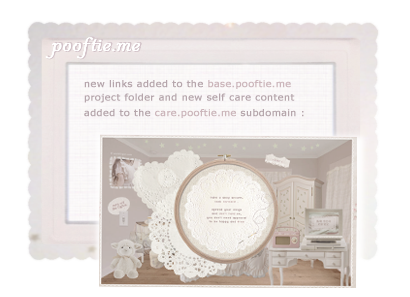 pooftie.me
new links added to the base.pooftie.me
project folder and new self care content
added to the care.pooftie.me subdomain :